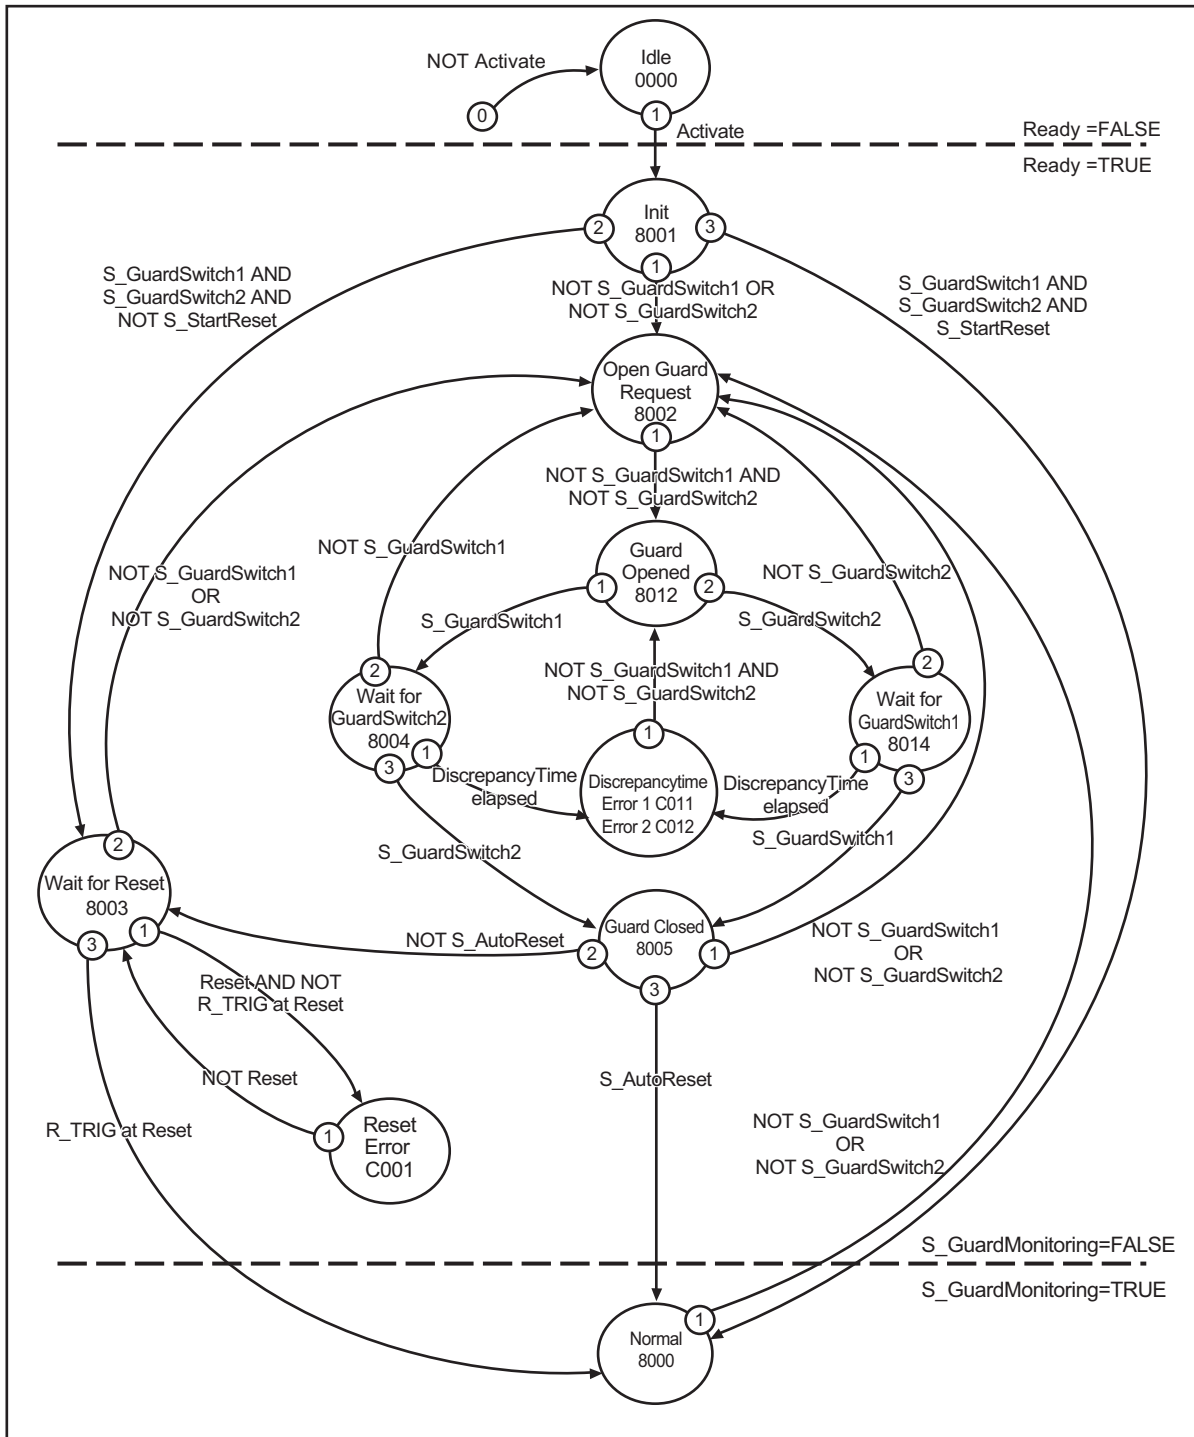 Idle
0000
NOT Activate
0
1
Activate
Ready =FALSE
Ready =TRUE
Init
8001
2
3
1
S_GuardSwitch1 AND
S_GuardSwitch2 AND
NOT S_StartReset
NOT S_GuardSwitch1 OR
NOT S_GuardSwitch2
S_GuardSwitch1 AND
S_GuardSwitch2 AND
S_StartReset
Open Guard
Request
8002
1
NOT S_GuardSwitch1 AND
NOT S_GuardSwitch2
NOT S_GuardSwitch1
NOT S_GuardSwitch1
OR
NOT S_GuardSwitch2
Guard
Opened
8012
1
2
NOT S_GuardSwitch2
S_GuardSwitch1
S_GuardSwitch2
NOT S_GuardSwitch1 AND
NOT S_GuardSwitch2
2
Wait for
GuardSwitch2
8004
1
3
2
Wait for
GuardSwitch1
8014
1
3
1
Discrepancytime
Error 1 C011
Error 2 C012
DiscrepancyTime
elapsed
DiscrepancyTime
elapsed
S_GuardSwitch2
S_GuardSwitch1
2
Wait for Reset
8003
1
3
NOT S_AutoReset
Guard Closed
8005
2
1
3
NOT S_GuardSwitch1
OR
NOT S_GuardSwitch2
Reset AND NOT
R_TRIG at Reset
NOT Reset
S_AutoReset
R_TRIG at Reset
1
Reset
Error
C001
NOT S_GuardSwitch1
OR
NOT S_GuardSwitch2
S_GuardMonitoring=FALSE
S_GuardMonitoring=TRUE
1
Normal
8000